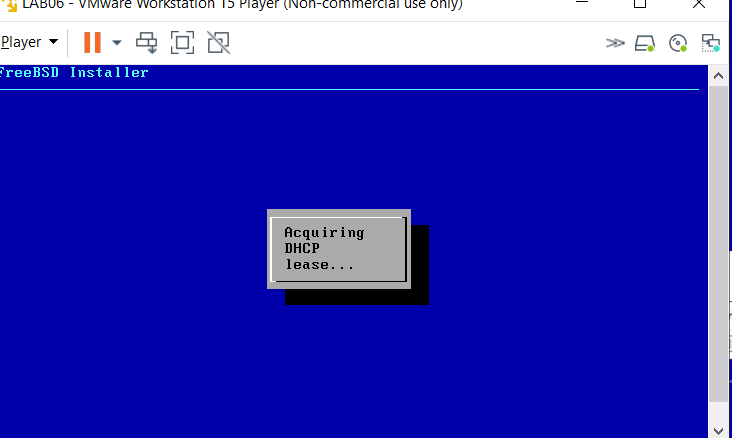 LAB06 - VMware Workstation 15 Player (Non-commercial use only)
Player
FreeBSD Installer
Acquiring
DHCP
lease...